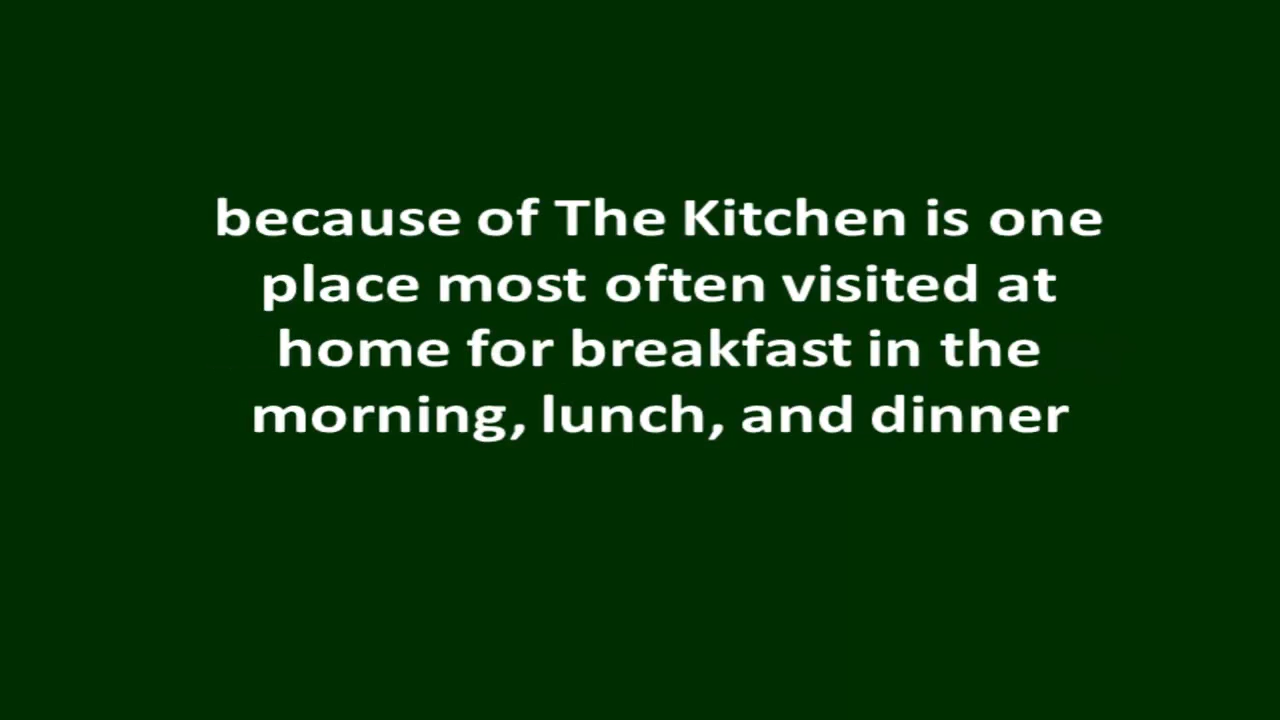 because of The Kitchen is one
place most often visited at
home for breakfast in the
morning, lunch, and dinner